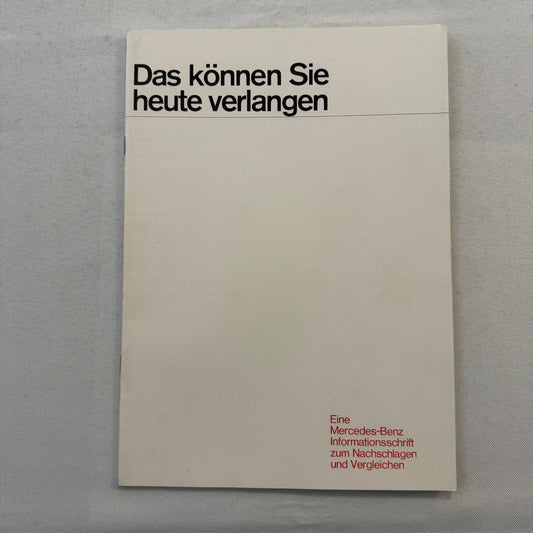 Das können Sie
heute verlangen
Eine
Mercedes-Benz
Informationsschrift
zum Nachschlagen
und Vergleichen